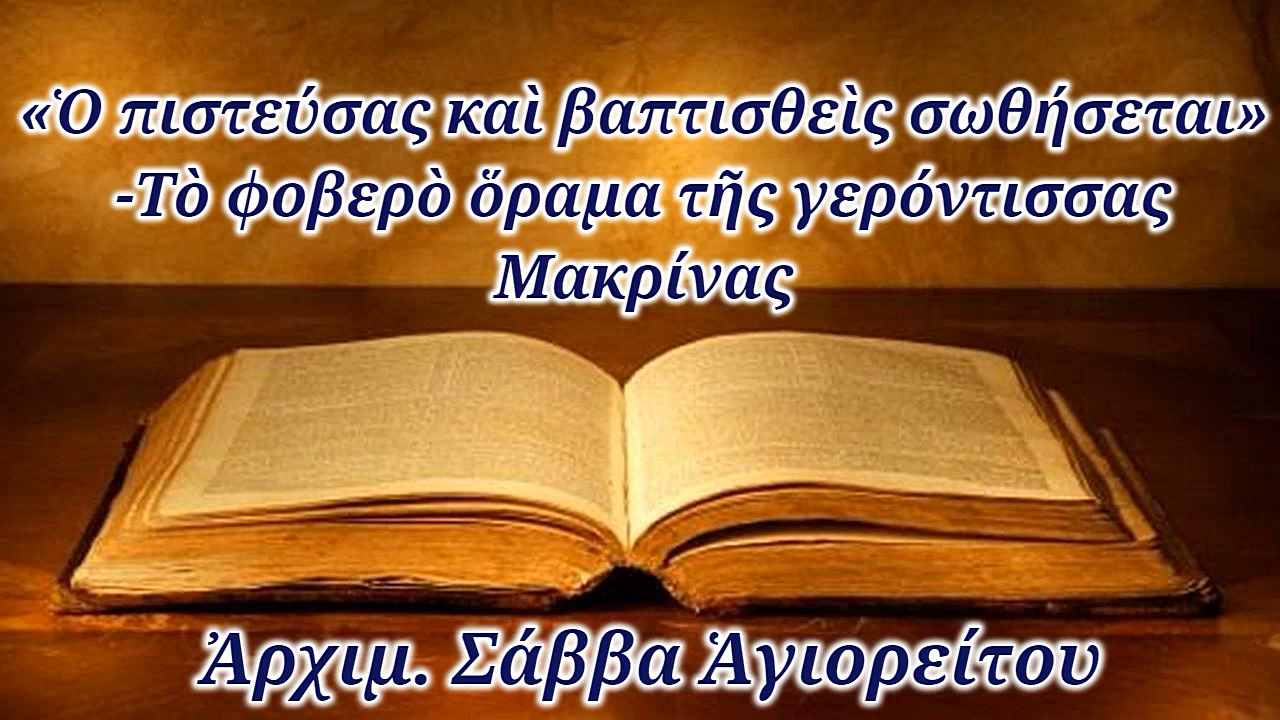 «Ὁ πιστεύσας καὶ βαπτισθεὶς σωθήσεται»
-Τὸ φοβερὸ ὅραμα τῆς γερόντισσας
Μακρίνας
Ἀρχιμ. Σάββα Ἁγιορείτου